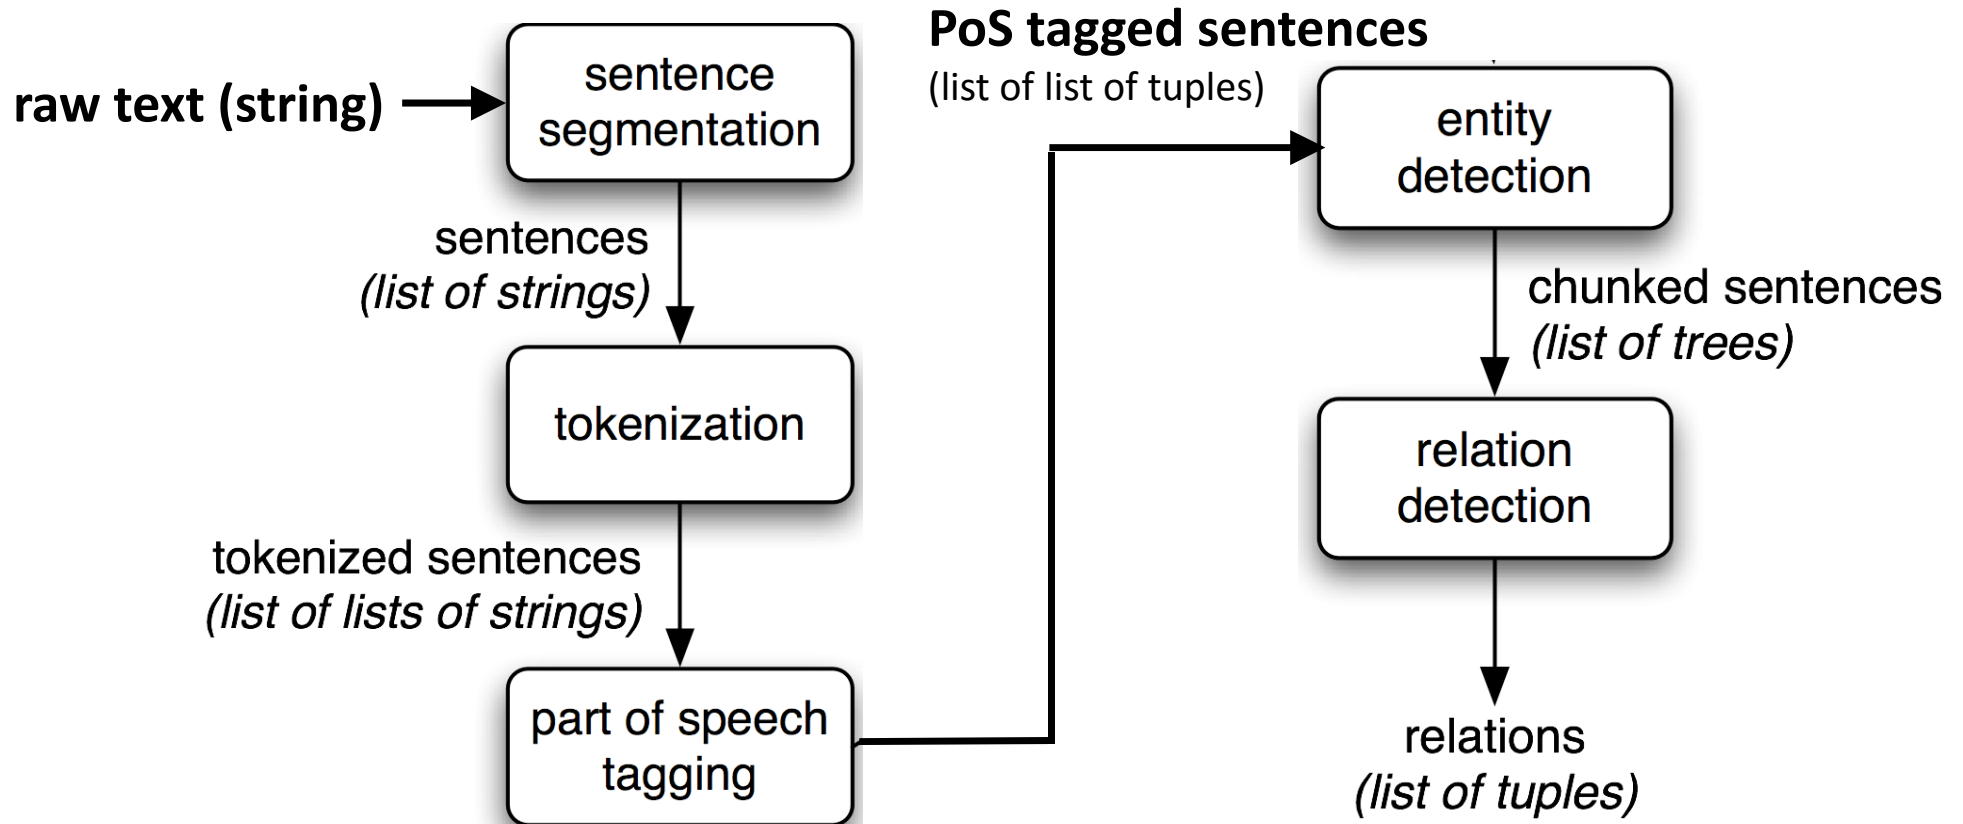 raw text (string)
sentence
segmentation
sentences
(list of strings)
tokenization
tokenized sentences
(list of lists of strings)
part of speech
tagging
PoS tagged sentences
(list of list of tuples)
entity
detection
chunked sentences
(list of trees)
relation
detection
relations
(list of tuples)